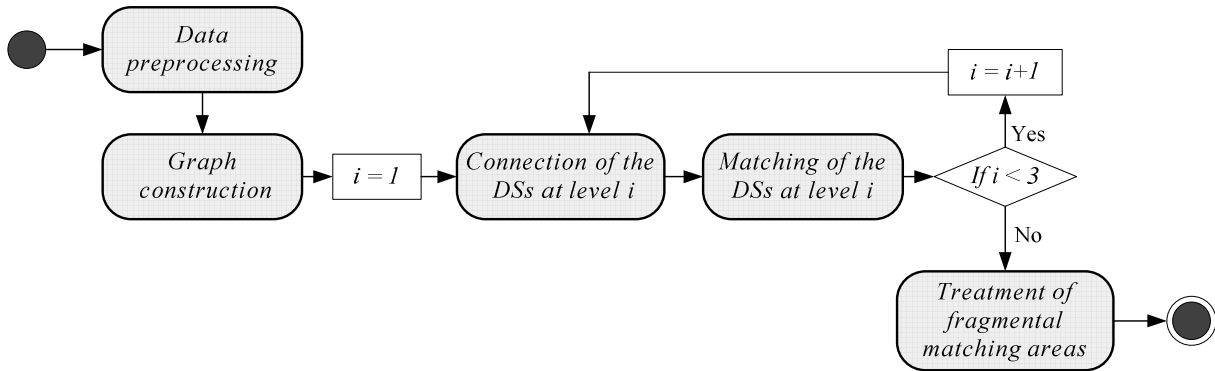 Data
preprocessing
Graph
construction
i = 1
Connection of the
DSs at level i
Matching of the
DSs at level i
If i < 3
Yes
i = i+1
No
Treatment of
fragmental
matching areas